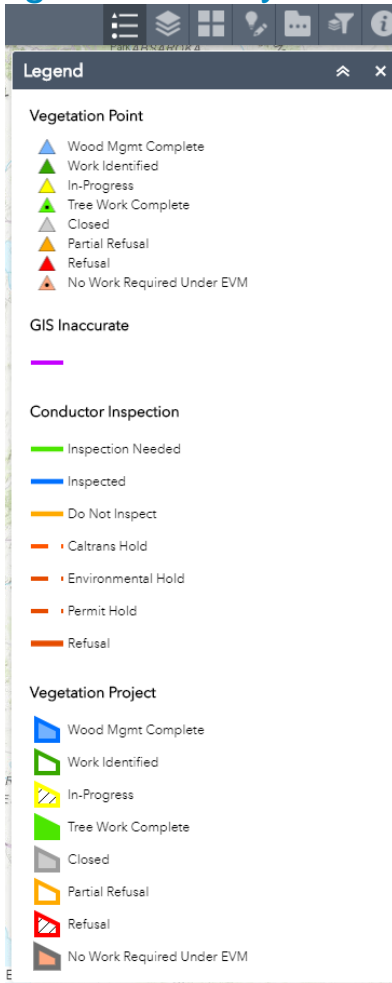 Legend
Vegetation Point
Wood Mgmt Complete
Work Identified
In-Progress
Tree Work Complete
Closed
Partial Refusal
Refusal
No Work Required Under EVM
GIS Inaccurate
Conductor Inspection
Inspection Needed
Inspected
Do Not Inspect
Caltrans Hold
Environmental Hold
Permit Hold
Refusal
Vegetation Project
Wood Mgmt Complete
Work Identified
In-Progress
Tree Work Complete
Closed
Partial Refusal
Refusal
No Work Required Under EVM